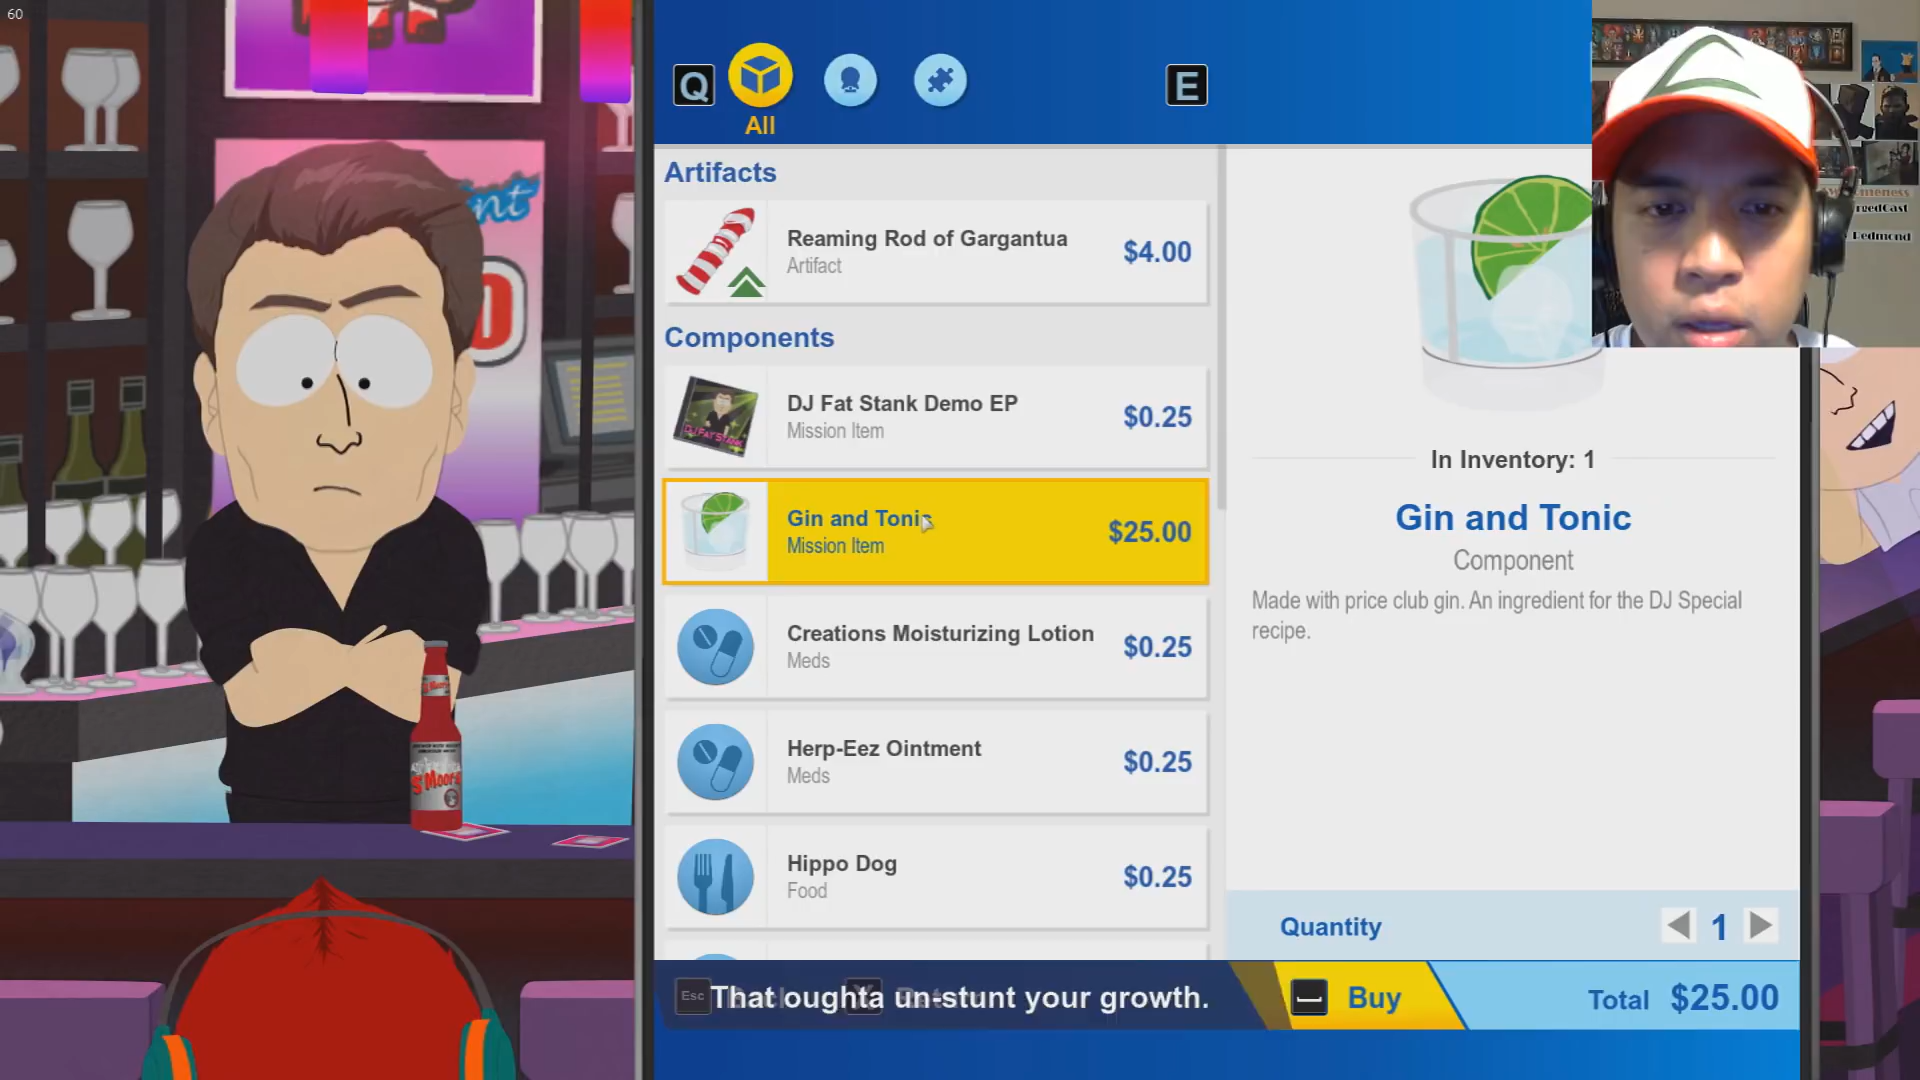 60
Q
E
All
Artifacts
Reaming Rod of Gargantua
Artifact
$4.00
Components
DJ Fat Stank Demo EP
Mission Item
$0.25
Gin and Tonic
Mission Item
$25.00
Creations Moisturizing Lotion
Meds
$0.25
Herp-Eez Ointment
Meds
$0.25
Hippo Dog
Food
$0.25
In Inventory: 1
Gin and Tonic
Component
Made with price club gin. An ingredient for the DJ Special
recipe.
Quantity
1
Esc
That oughta un-stunt your growth.
Buy
Total $25.00
DJ FAT STANK
Redmond